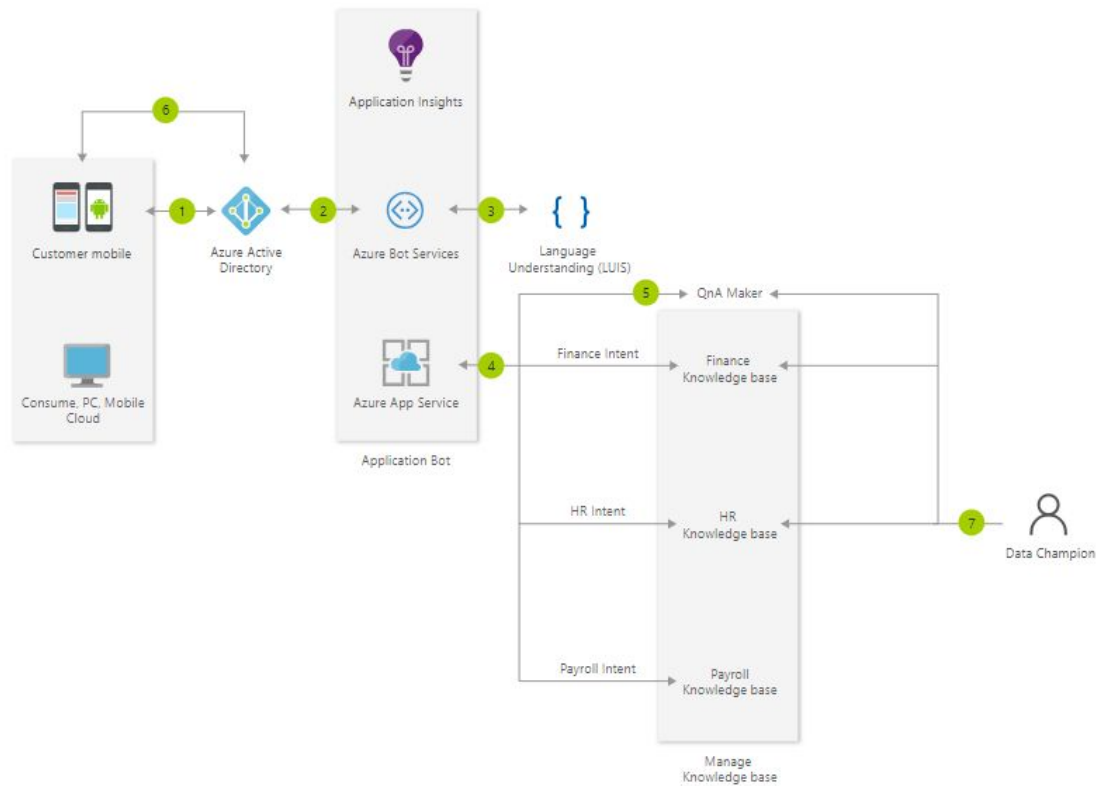 Application Insights
6
1
2
3
Customer mobile
Azure Active
Directory
Azure Bot Services
Language
Understanding (LUIS)
5
QnA Maker
Finance Intent
Finance
Knowledge base
4
Consume, PC, Mobile
Cloud
Azure App Service
Application Bot
HR Intent
HR
Knowledge base
7
Data Champion
Payroll Intent
Payroll
Knowledge base
Manage
Knowledge base